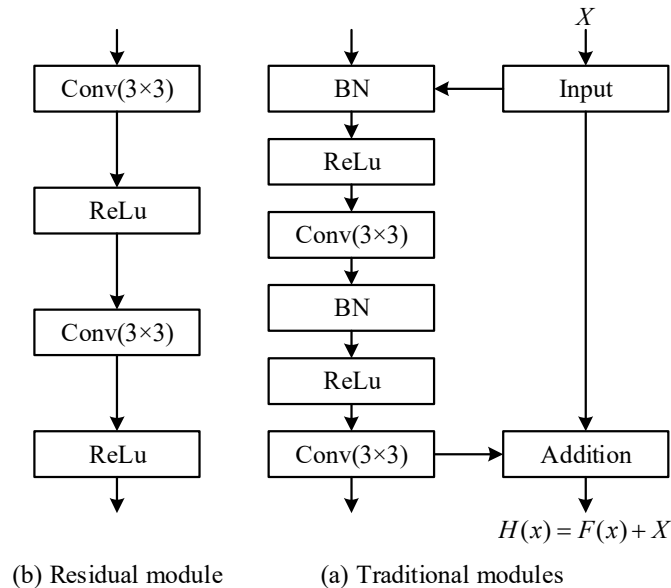 X
Conv(3×3)
ReLu
Conv(3×3)
ReLu
BN
ReLu
Conv(3×3)
BN
ReLu
Conv(3×3)
Input
Addition
H(x) = F(x) + X
(b) Residual module
(a) Traditional modules